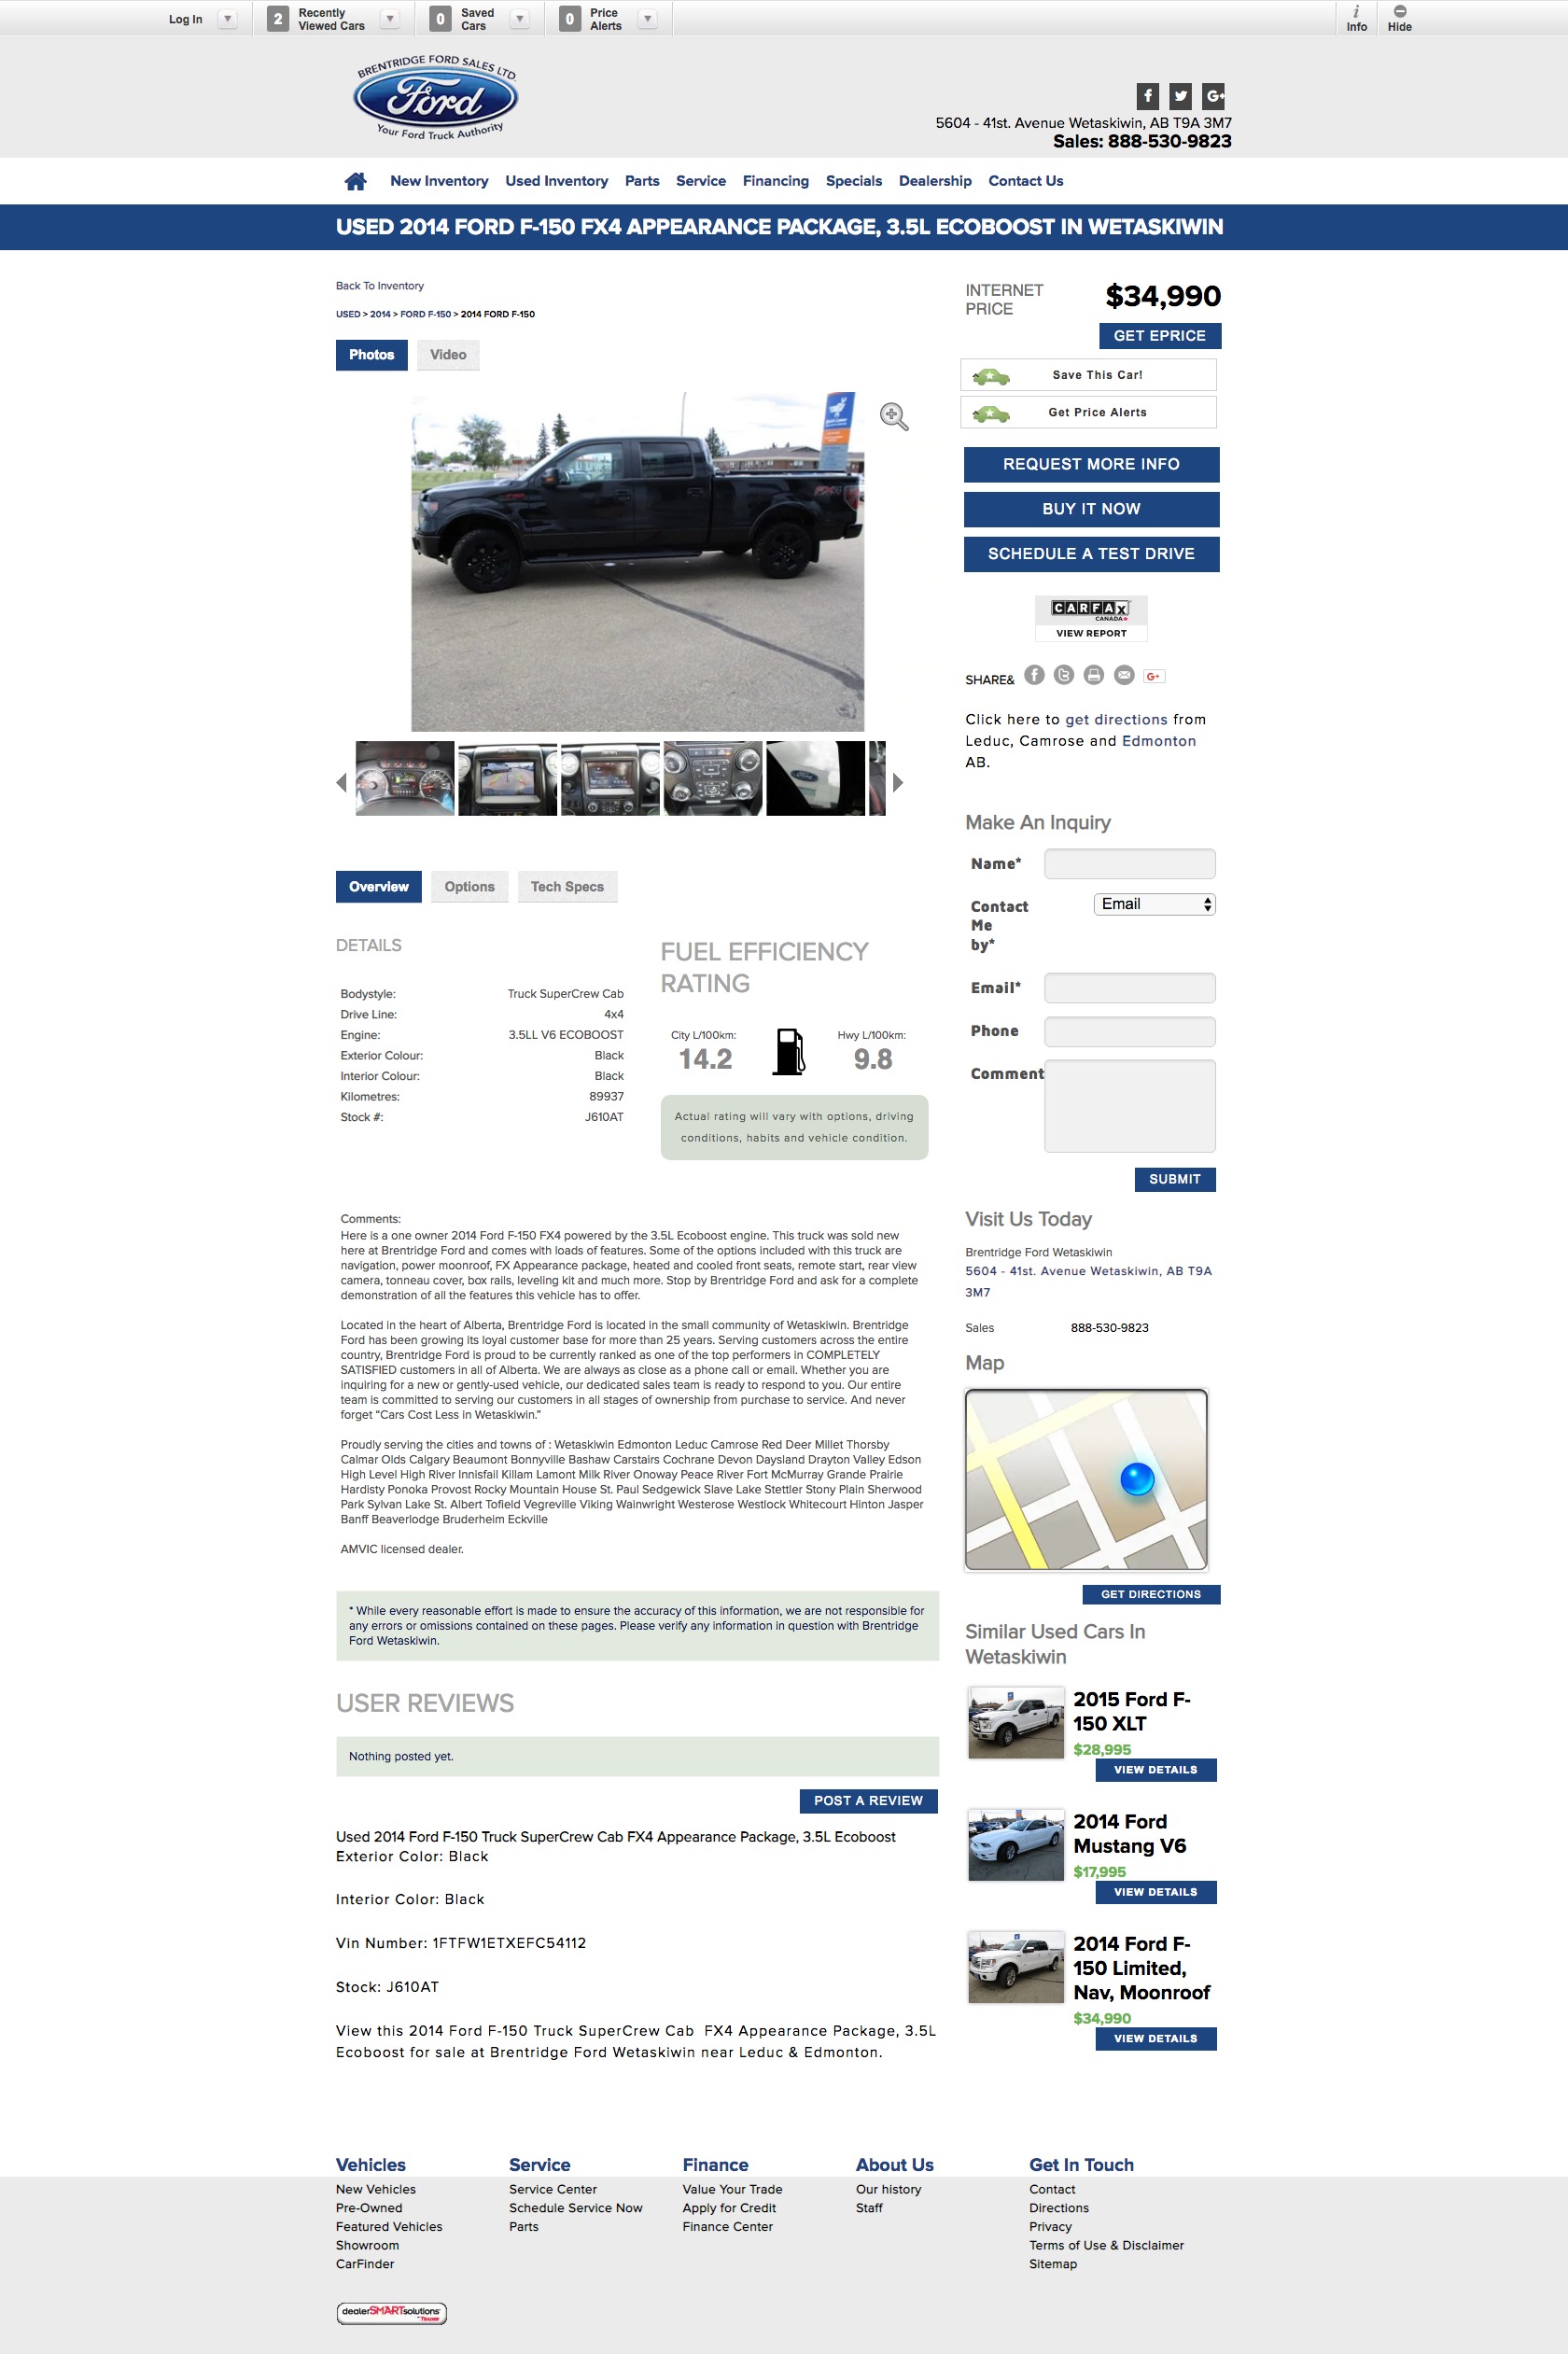 Log In
2 Recently Viewed Cars
0 Saved Cars
0 Price Alerts
i Info
Hide
BRENTRIDGE FORD SALES LTD.
Ford
Your Ford Truck Authority
5604 - 41st. Avenue Wetaskiwin, AB T9A 3M7
Sales: 888-530-9823
New Inventory Used Inventory Parts Service Financing Specials Dealership Contact Us
USED 2014 FORD F-150 FX4 APPEARANCE PACKAGE, 3.5L ECOBOOST IN WETASKIWIN
Back To Inventory
USED > 2014 > FORD F-150 > 2014 FORD F-150
Photos Video
Overview Options Tech Specs
DETAILS
Bodystyle: Truck SuperCrew Cab
Drive Line: 4x4
Engine: 3.5LL V6 ECOBOOST
Exterior Colour: Black
Interior Colour: Black
Kilometres: 89937
Stock #: J610AT
FUEL EFFICIENCY
RATING
City L/100km: Hwy L/100km:
14.2 9.8
Actual rating will vary with options, driving
conditions, habits and vehicle condition.
Comments:
Here is a one owner 2014 Ford F-150 FX4 powered by the 3.5L Ecoboost engine. This truck was sold new
here at Brentridge Ford and comes with loads of features. Some of the options included with this truck are
navigation, power moonroof, FX Appearance package, heated and cooled front seats, remote start, rear view
camera, tonneau cover, box rails, leveling kit and much more. Stop by Brentridge Ford and ask for a complete
demonstration of all the features this vehicle has to offer.
Located in the heart of Alberta, Brentridge Ford is located in the small community of Wetaskiwin. Brentridge
Ford has been growing its loyal customer base for more than 25 years. Serving customers across the entire
country, Brentridge Ford is proud to be currently ranked as one of the top performers in COMPLETELY
SATISFIED customers in all of Alberta. We are always as close as a phone call or email. Whether you are
inquiring for a new or gently-used vehicle, our dedicated sales team is ready to respond to you. Our entire
team is committed to serving our customers in all stages of ownership from purchase to service. And never
forget “Cars Cost Less in Wetaskiwin.”
Proudly serving the cities and towns of : Wetaskiwin Edmonton Leduc Camrose Red Deer Millet Thorsby
Calmar Olds Calgary Beaumont Bonnyville Bashaw Carstairs Cochrane Devon Daysland Drayton Valley Edson
High Level High River Innisfail Killam Lamont Milk River Onoway Peace River Fort McMurray Grande Prairie
Hardisty Ponoka Provost Rocky Mountain House St. Paul Sedgewick Slave Lake Stettler Stony Plain Sherwood
Park Sylvan Lake St. Albert Tofield Vegreville Viking Wainwright Westerose Westlock Whitecourt Hinton Jasper
Banff Beaverlodge Bruderheim Eckville
AMVIC licensed dealer.
* While every reasonable effort is made to ensure the accuracy of this information, we are not responsible for
any errors or omissions contained on these pages. Please verify any information in question with Brentridge
Ford Wetaskiwin.
USER REVIEWS
Nothing posted yet.
POST A REVIEW
Used 2014 Ford F-150 Truck SuperCrew Cab FX4 Appearance Package, 3.5L Ecoboost
Exterior Color: Black
Interior Color: Black
Vin Number: 1FTFW1ETXEFC54112
Stock: J610AT
View this 2014 Ford F-150 Truck SuperCrew Cab FX4 Appearance Package, 3.5L
Ecoboost for sale at Brentridge Ford Wetaskiwin near Leduc & Edmonton.
INTERNET
PRICE
$34,990
GET EPRICE
Save This Car!
Get Price Alerts
REQUEST MORE INFO
BUY IT NOW
SCHEDULE A TEST DRIVE
CARFAX
CANADA
VIEW REPORT
SHARE& G+
Click here to get directions from
Leduc, Camrose and Edmonton
AB.
Make An Inquiry
Name*
Contact
Me
by*
Email
Email*
Phone
Comment
SUBMIT
Visit Us Today
Brentridge Ford Wetaskiwin
5604 - 41st. Avenue Wetaskiwin, AB T9A
3M7
Sales 888-530-9823
Map
GET DIRECTIONS
Similar Used Cars In
Wetaskiwin
2015 Ford F-
150 XLT
$28,995
VIEW DETAILS
2014 Ford
Mustang V6
$17,995
VIEW DETAILS
2014 Ford F-
150 Limited,
Nav, Moonroof
$34,990
VIEW DETAILS
Vehicles
New Vehicles
Pre-Owned
Featured Vehicles
Showroom
CarFinder
Service
Service Center
Schedule Service Now
Parts
Finance
Value Your Trade
Apply for Credit
Finance Center
About Us
Our history
Staff
Get In Touch
Contact
Directions
Privacy
Terms of Use & Disclaimer
Sitemap
dealerSMARTsolutions